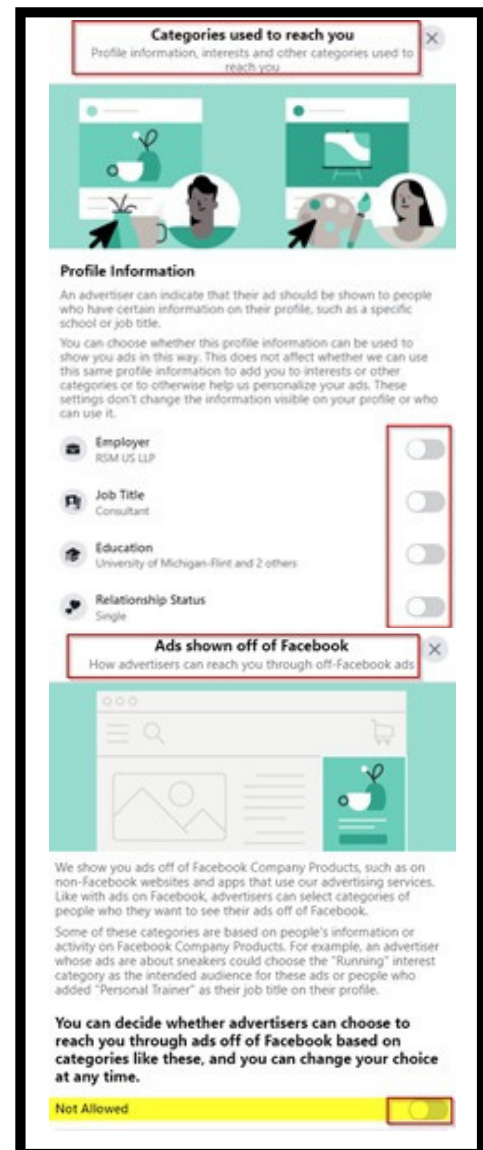 Categories used to reach you
Profile information, interests and other categories used to
reach you
Profile Information
An advertiser can indicate that their ad should be shown to people
who have certain information on their profile, such as a specific
school or job title.
You can choose whether this profile information can be used to
show you ads in this way. This does not affect whether we can use
this same profile information to add you to interests or other
categories or to otherwise help us personalize your ads. These
settings don't change the information visible on your profile or who
can use it.
Employer
RSM US LLP
Job Title
Consultant
Education
University of Michigan-Flint and 2 others
Relationship Status
Single
Ads shown off of Facebook
How advertisers can reach you through off-Facebook ads
We show you ads off of Facebook Company Products, such as on
non-Facebook websites and apps that use our advertising services.
Like with ads on Facebook, advertisers can select categories of
people who they want to see their ads off of Facebook.
Some of these categories are based on people's information or
activity on Facebook Company Products. For example, an advertiser
whose ads are about sneakers could choose the "Running" interest
category as the intended audience for these ads or people who
added "Personal Trainer" as their job title on their profile.
You can decide whether advertisers can choose to
reach you through ads off of Facebook based on
categories like these, and you can change your choice
at any time.
Not Allowed